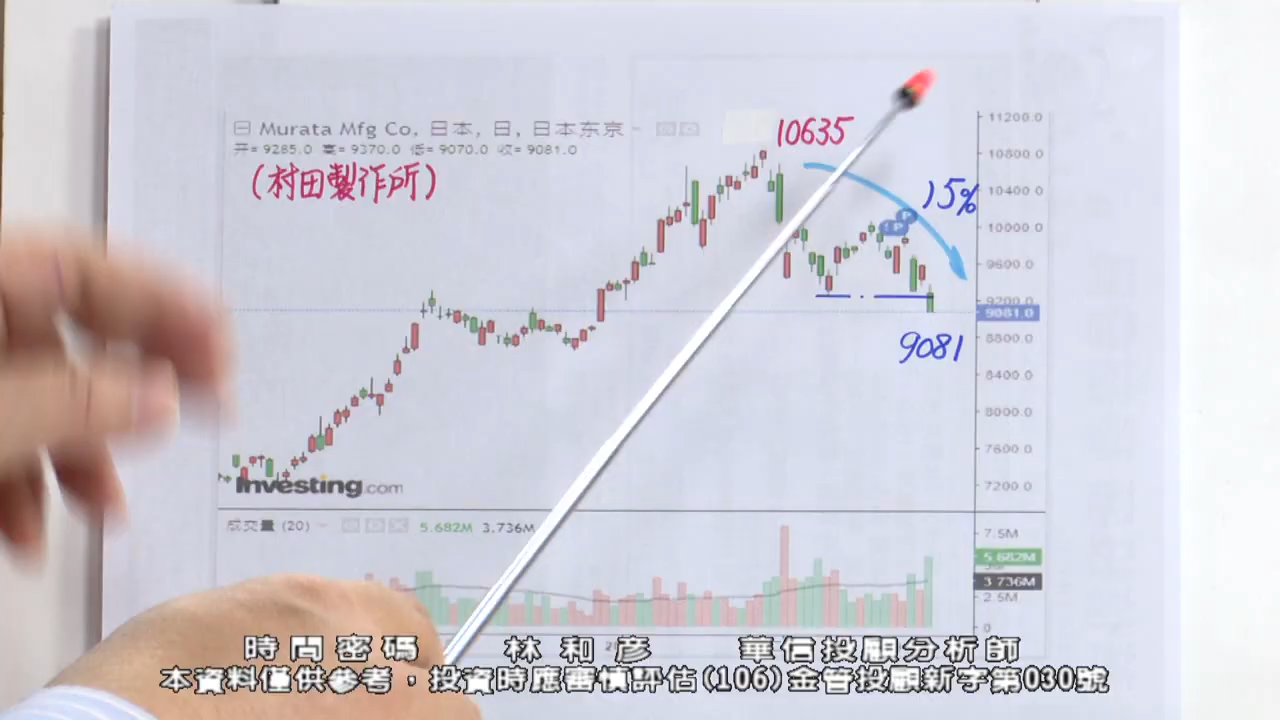 Murata Mfg Co, 日本, 日, 日本东京
开= 9285.0 高= 9370.0 低= 9070.0 收= 9081.0
(村田製作所)
10635
15%
P
P
9081
11200.0
10800.0
10400.0
10000.0
9600.0
9200.0
9081.0
8800.0
8400.0
8000.0
7600.0
7200.0
Investing.com
成交量 (20) 5.682M 3.736M
7.5M
5.682M
3.736M
2.5M
0
時間密碼 林和彥 華信投顧分析師
本資料僅供參考，投資時應審慎評估(106)金管投顧新字第030號